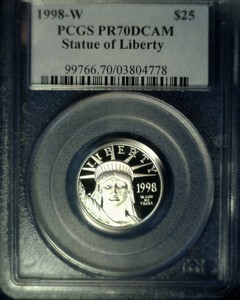 1998-W $25
PCGS PR70DCAM
Statue of Liberty
99766.70/03804778
LIBERTY
1998
IN GOD
WE
TRUST